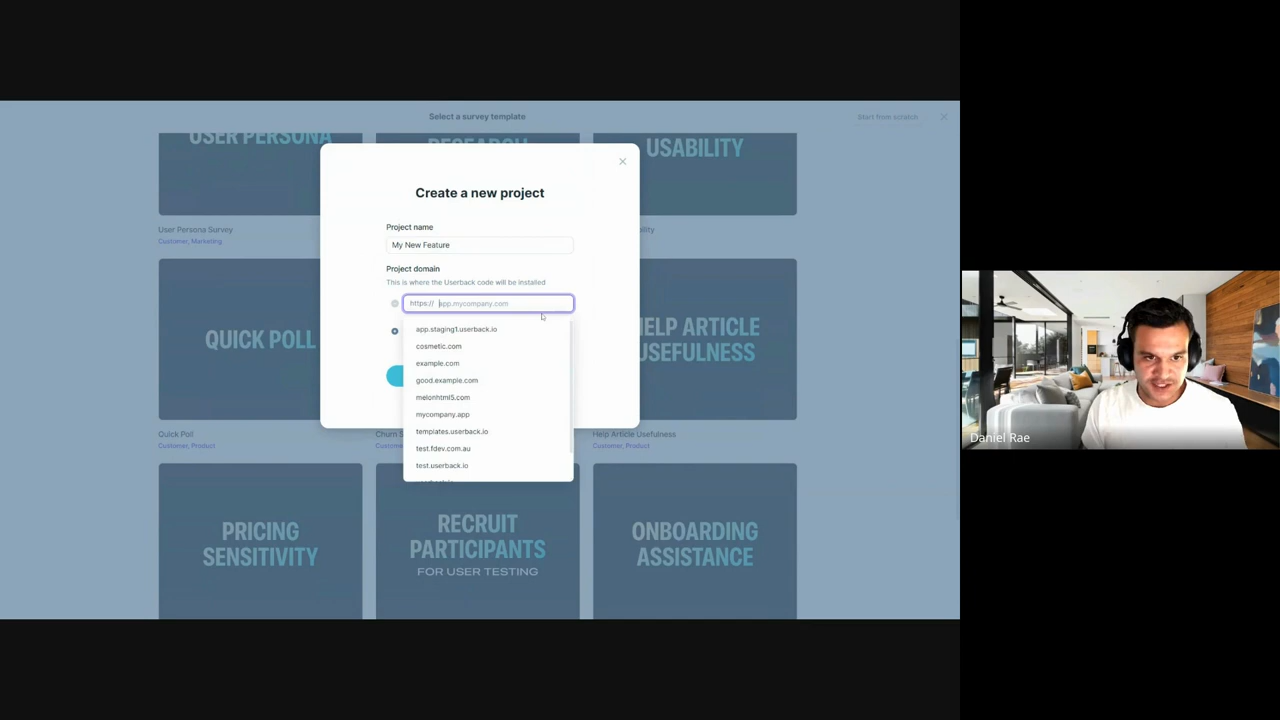 Select a survey template
Start from scratch
USER PERSONA
RESEARCH
USABILITY
User Persona Survey
Customer, Marketing
Create a new project
Project name
My New Feature
Project domain
This is where the Userback code will be installed
https:// app.mycompany.com
app.staging1.userback.io
cosmetic.com
example.com
good.example.com
melonhtml5.com
mycompany.app
templates.userback.io
test.fdev.com.au
test.userback.io
QUICK POLL
HELP ARTICLE
USEFULNESS
Quick Poll
Customer, Product
Churn S
Custome
Help Article Usefulness
Customer, Product
PRICING
SENSITIVITY
RECRUIT
PARTICIPANTS
FOR USER TESTING
ONBOARDING
ASSISTANCE
Daniel Rae